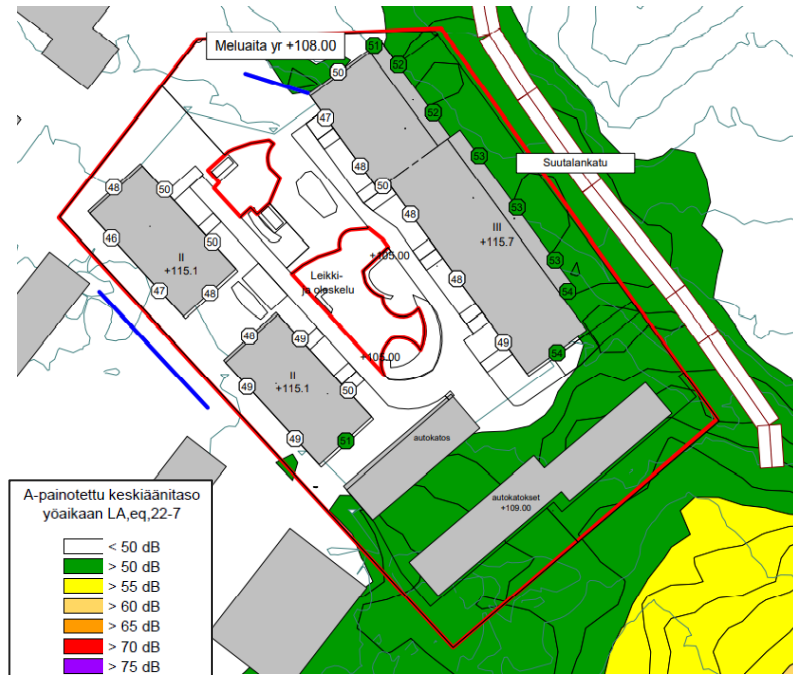 Meluaita yr +108.00
51
52
50
52
47
53
48
Suutalankatu
50
48
50
48
53
46
50
III
+115.7
II
+115.1
+105.00
53
Leikki-
ja oleskelu
48
54
47
48
48
49
49
54
+105.00
II
+115.1
49
50
49
51
autokatos
autokatokset
+109.00
A-painotettu keskiäänitaso
yöaikaan LA,eq,22-7
< 50 dB
> 50 dB
> 55 dB
> 60 dB
> 65 dB
> 70 dB
> 75 dB